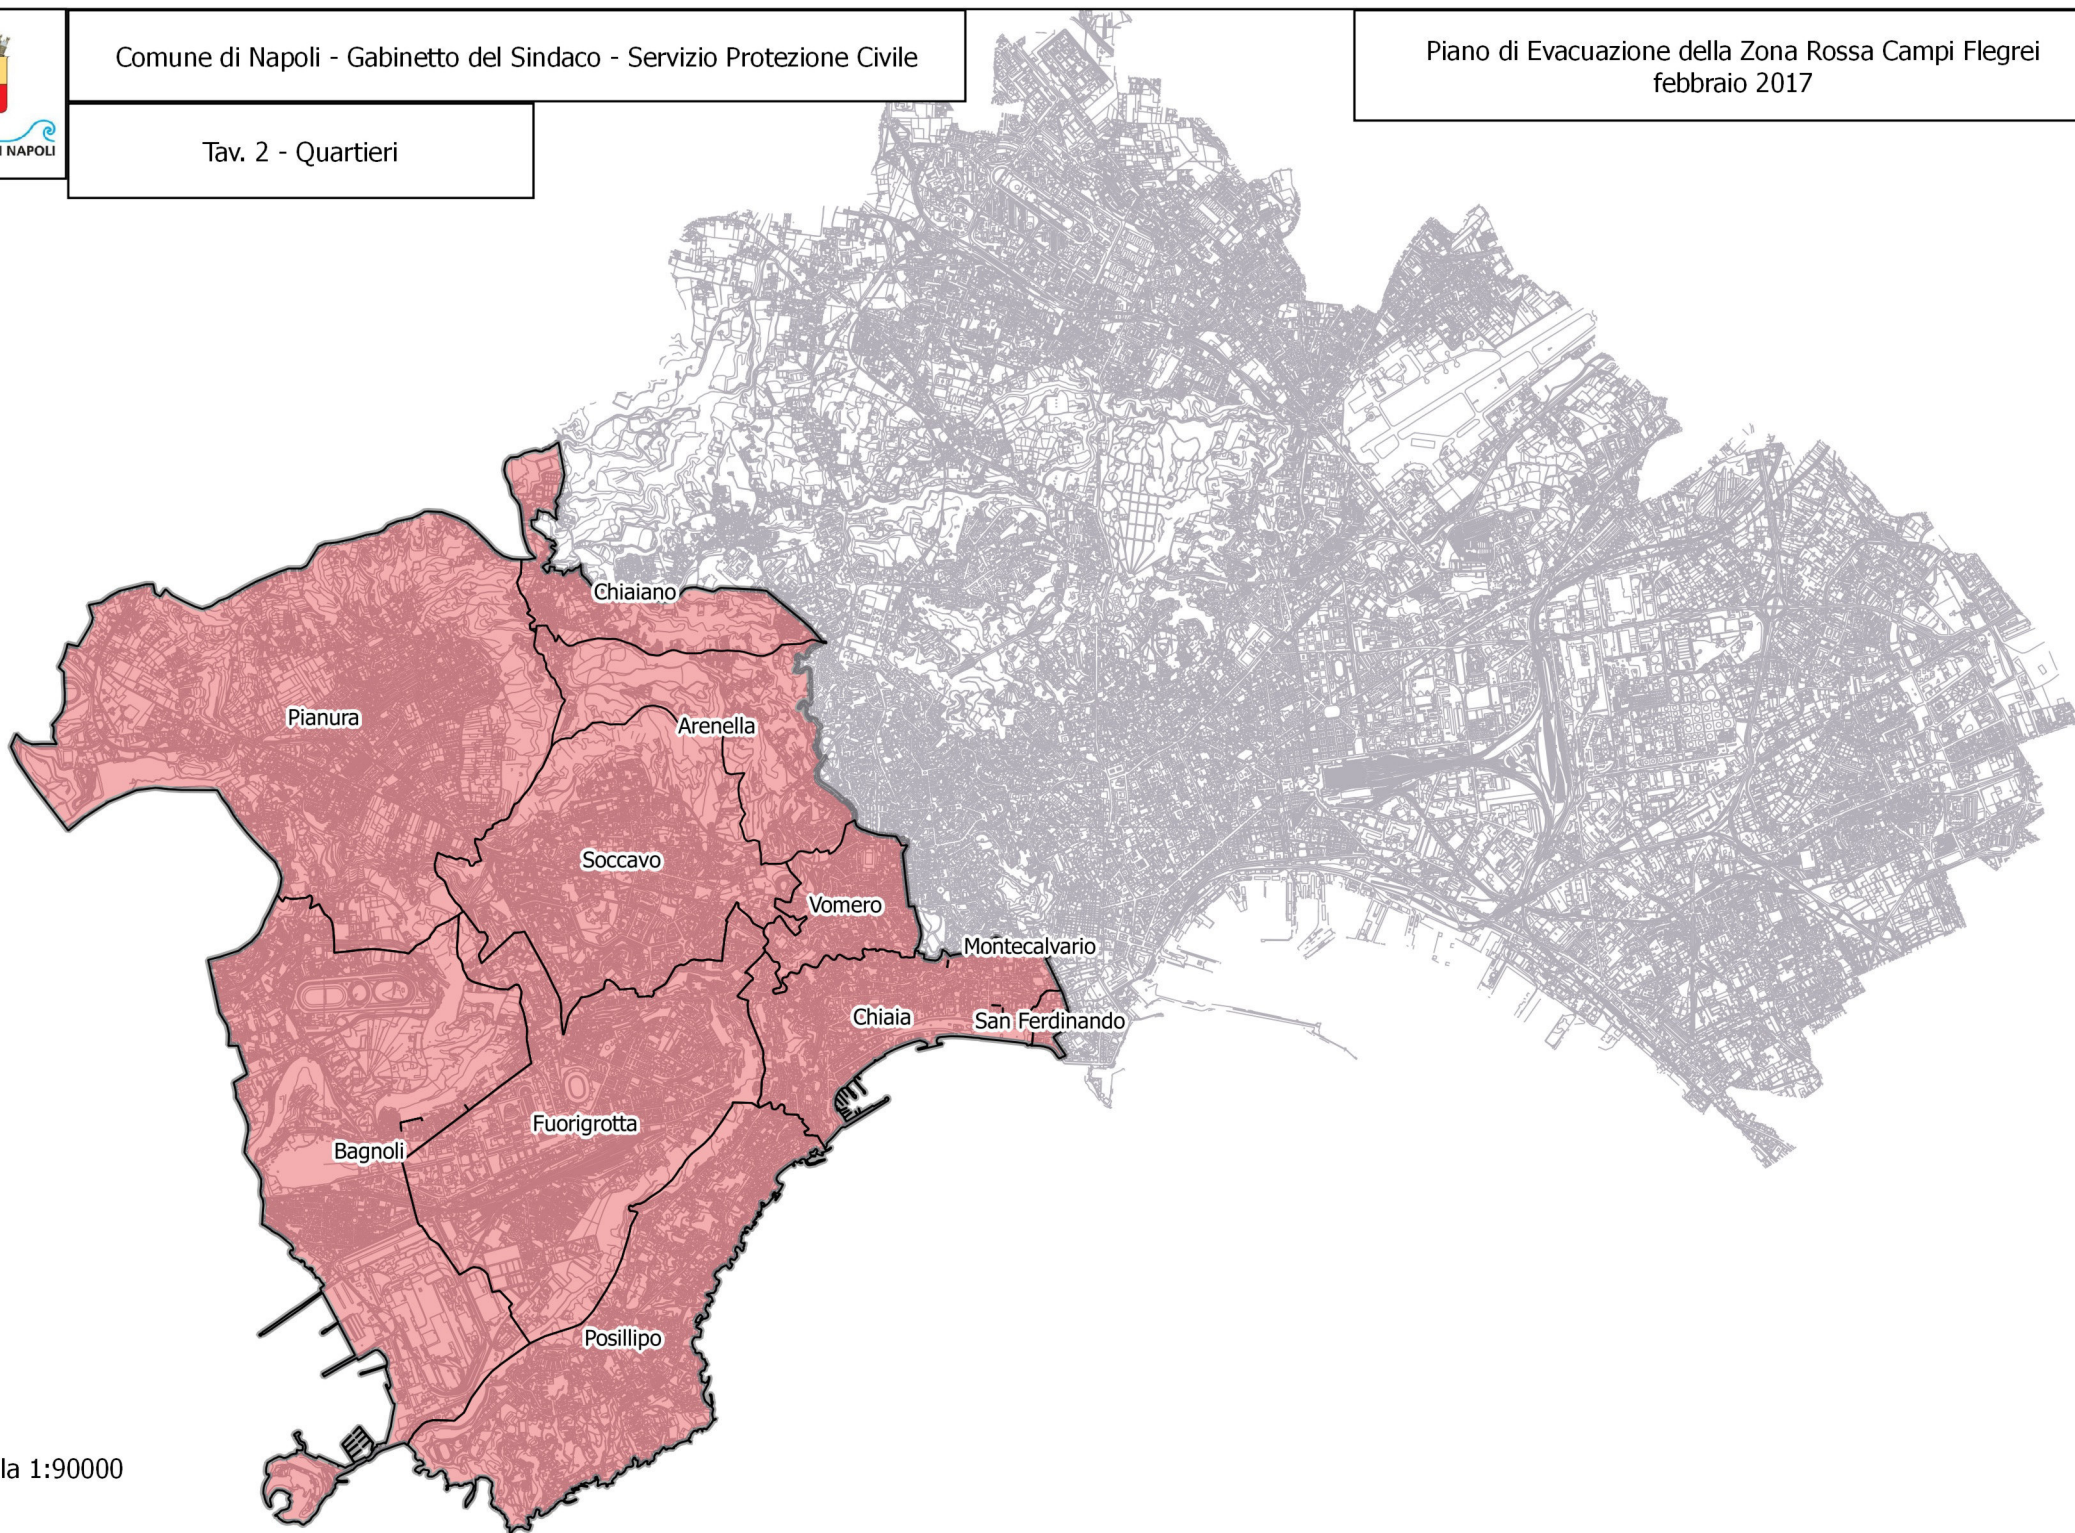 Comune di Napoli - Gabinetto del Sindaco - Servizio Protezione Civile
Piano di Evacuazione della Zona Rossa Campi Flegrei
febbraio 2017
NAPOLI
Tav. 2 - Quartieri
Chiaiano
Pianura
Arenella
Soccavo
Vomero
Montecalvario
Chiaia
San Ferdinando
Fuorigrotta
Bagnoli
Posillipo
la 1:90000